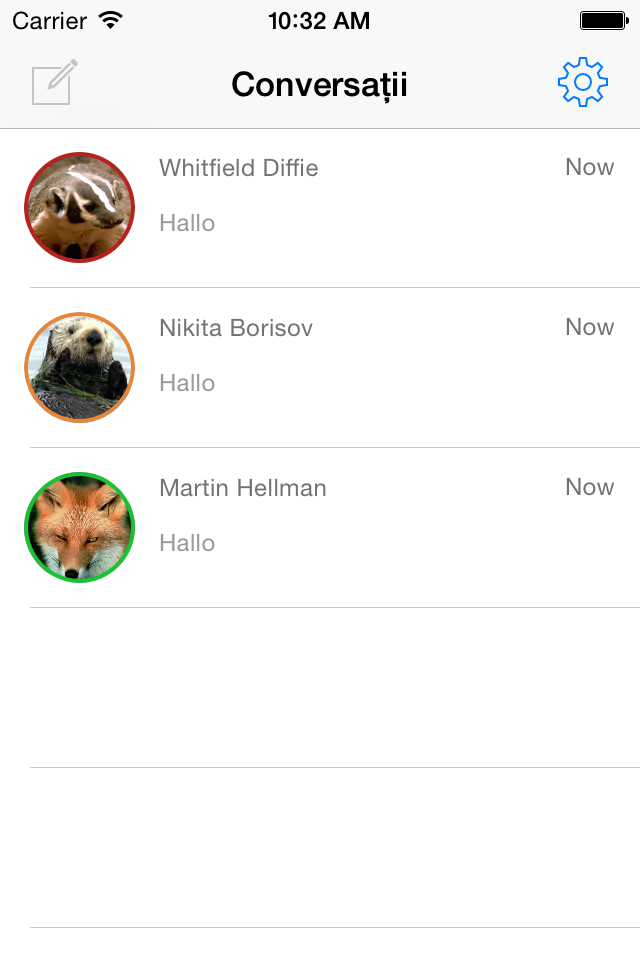 Carrier 10:32 AM
Conversații
Whitfield Diffie Now
Hallo
Nikita Borisov Now
Hallo
Martin Hellman Now
Hallo